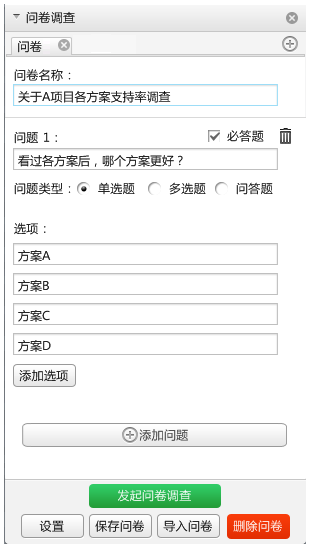 问卷调查
问卷
问卷名称：
关于A项目各方案支持率调查
问题 1：
必答题
看过各方案后，哪个方案更好？
问题类型： 单选题 多选题 问答题
选项：
方案A
方案B
方案C
方案D
添加选项
添加问题
发起问卷调查
设置 保存问卷 导入问卷 删除问卷